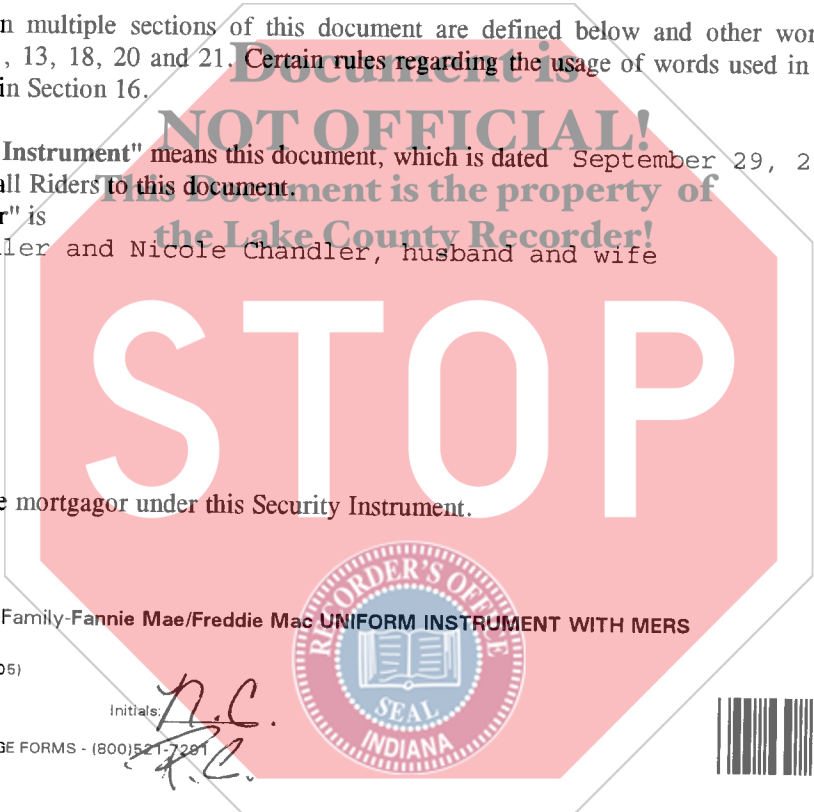 n multiple sections of this document are defined below and other wor
, 13, 18, 20 and 21. Certain rules regarding the usage of words used in
in Section 16.
Document is
NOT OFFICIAL!
This Document is the property of
the Lake County Recorder!
Instrument" means this document, which is dated September 29, 2
all Riders to this document.
r" is
ler and Nicole Chandler, husband and wife
STOP
e mortgagor under this Security Instrument.
RECORDER'S OFFICE
SEAL
INDIANA
Family-Fannie Mae/Freddie Mac UNIFORM INSTRUMENT WITH MERS
05)
Initials: N.C.
GE FORMS - (800)521-7291
R.C.